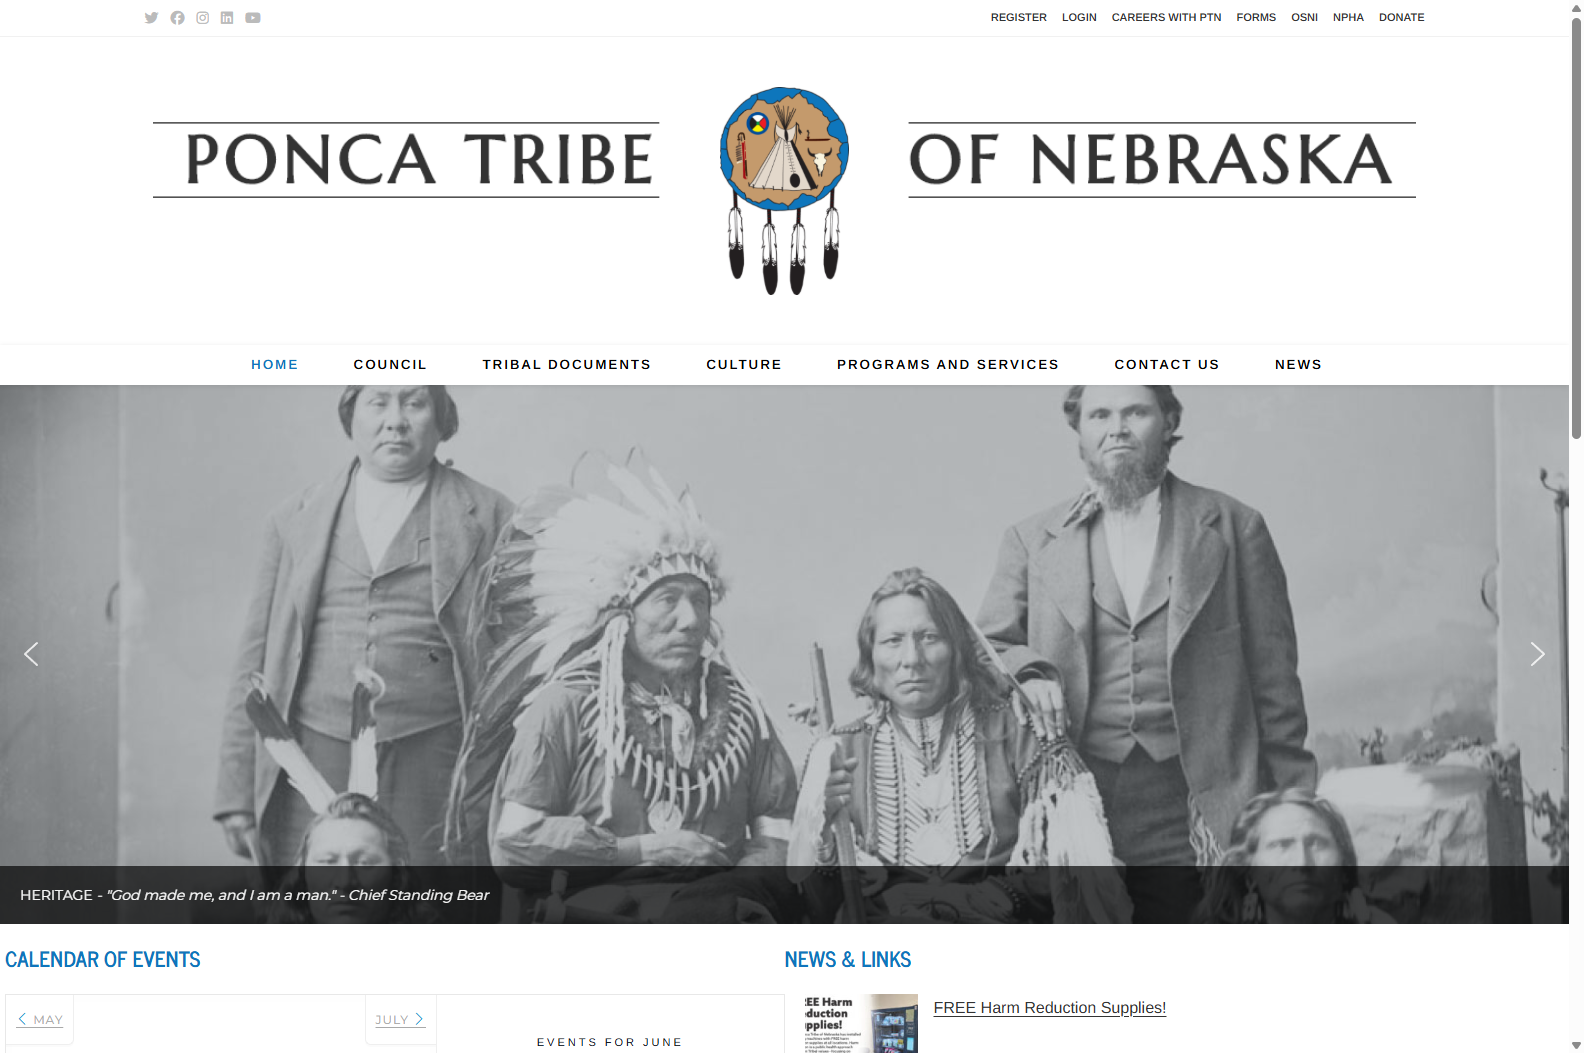 REGISTER LOGIN CAREERS WITH PTN FORMS OSNI NPHA DONATE
PONCA TRIBE OF NEBRASKA
HOME COUNCIL TRIBAL DOCUMENTS CULTURE PROGRAMS AND SERVICES CONTACT US NEWS
HERITAGE - "God made me, and I am a man." - Chief Standing Bear
CALENDAR OF EVENTS
NEWS & LINKS
MAY
JULY
EVENTS FOR JUNE
EE Harm
duction
pplies!
FREE Harm Reduction Supplies!